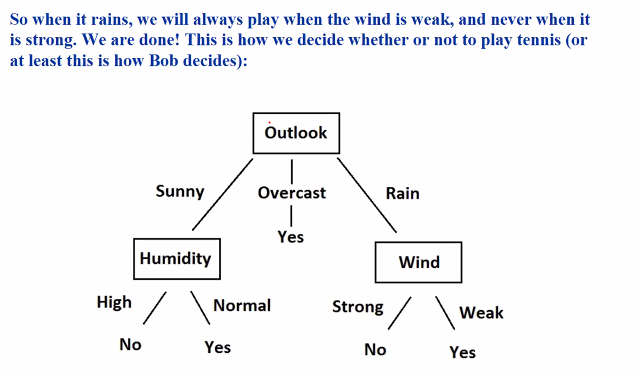 So when it rains, we will always play when the wind is weak, and never when it
is strong. We are done! This is how we decide whether or not to play tennis (or
at least this is how Bob decides):
Outlook
Sunny
Overcast
Rain
Yes
Humidity
Wind
High
Normal
Strong
Weak
No
Yes
No
Yes